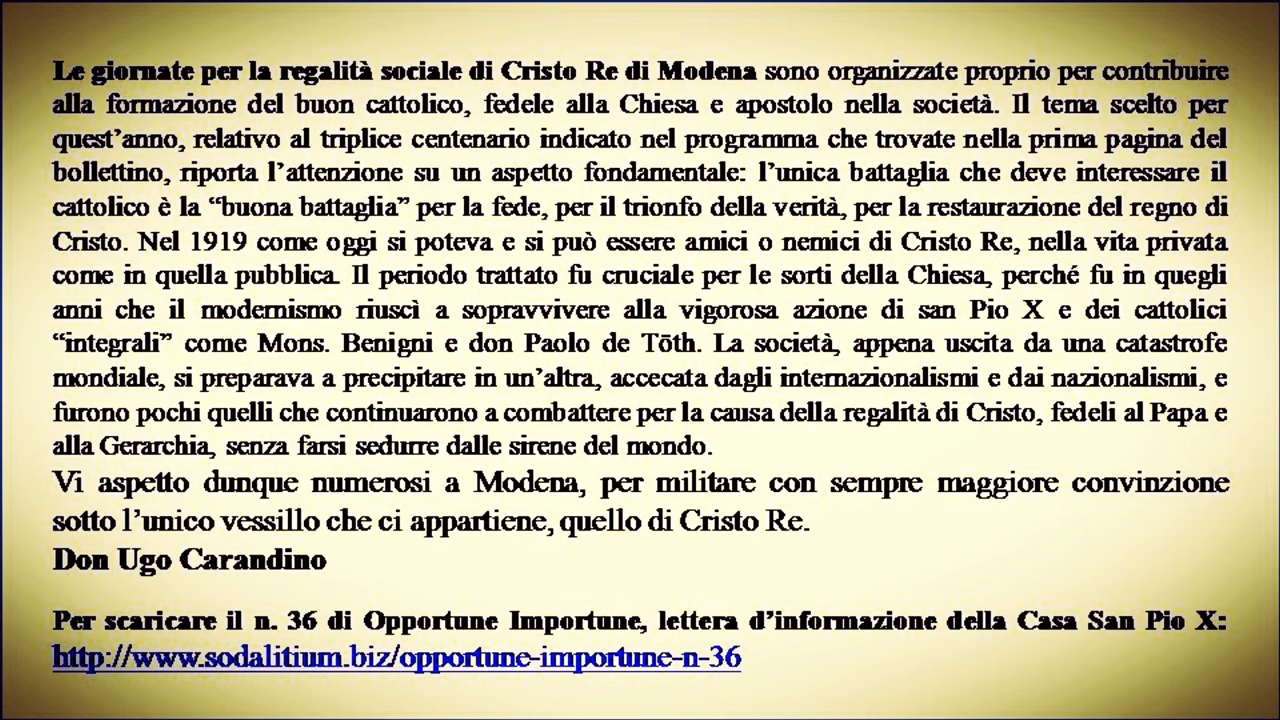 Le giornate per la regalità sociale di Cristo Re di Modena sono organizzate proprio per contribuire
alla formazione del buon cattolico, fedele alla Chiesa e apostolo nella società. Il tema scelto per
quest’anno, relativo al triplice centenario indicato nel programma che trovate nella prima pagina del
bollettino, riporta l’attenzione su un aspetto fondamentale: l’unica battaglia che deve interessare il
cattolico è la “buona battaglia” per la fede, per il trionfo della verità, per la restaurazione del regno di
Cristo. Nel 1919 come oggi si poteva e si può essere amici o nemici di Cristo Re, nella vita privata
come in quella pubblica. Il periodo trattato fu cruciale per le sorti della Chiesa, perché fu in quegli
anni che il modernismo riuscì a sopravvivere alla vigorosa azione di san Pio X e dei cattolici
“integrali” come Mons. Benigni e don Paolo de Tōth. La società, appena uscita da una catastrofe
mondiale, si preparava a precipitare in un’altra, accecata dagli internazionalismi e dai nazionalismi, e
furono pochi quelli che continuarono a combattere per la causa della regalità di Cristo, fedeli al Papa e
alla Gerarchia, senza farsi sedurre dalle sirene del mondo.
Vi aspetto dunque numerosi a Modena, per militare con sempre maggiore convinzione
sotto l’unico vessillo che ci appartiene, quello di Cristo Re.
Don Ugo Carandino
Per scaricare il n. 36 di Opportune Importune, lettera d’informazione della Casa San Pio X:
http://www.sodalitium.biz/opportune-importune-n-36